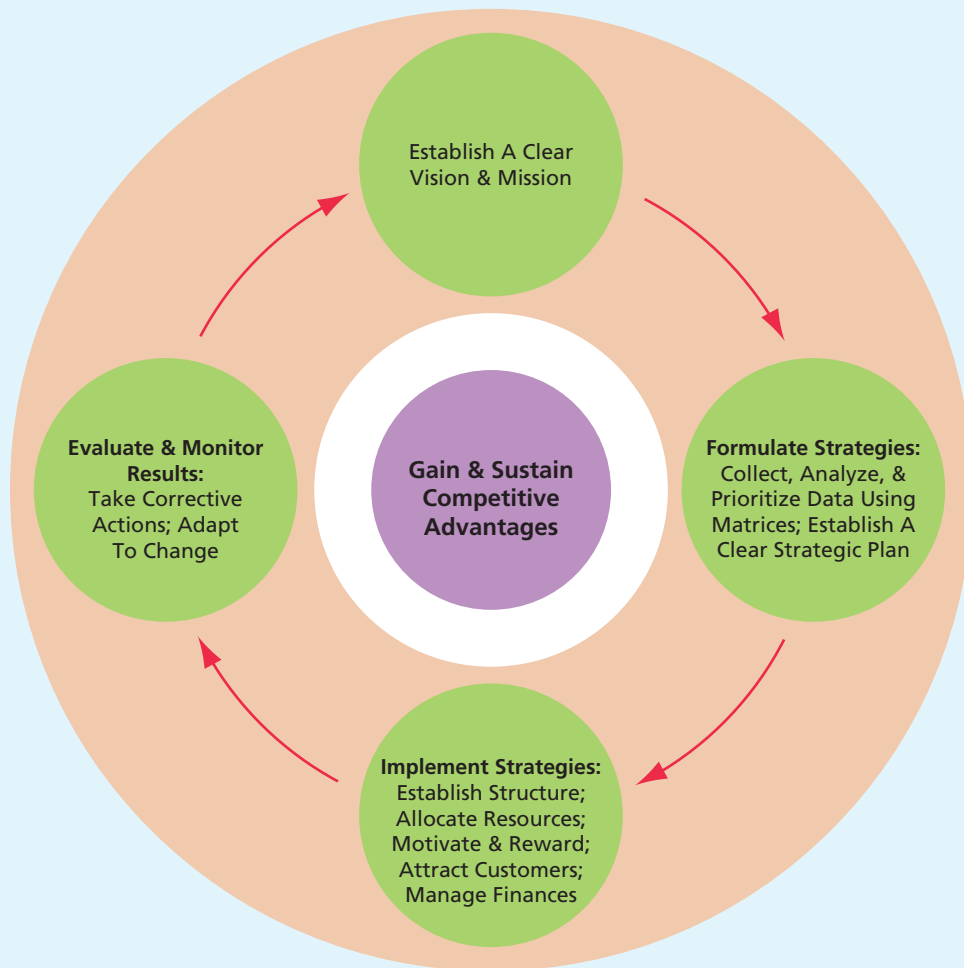 Establish A Clear
Vision & Mission
Formulate Strategies:
Collect, Analyze, &
Prioritize Data Using
Matrices; Establish A
Clear Strategic Plan
Implement Strategies:
Establish Structure;
Allocate Resources;
Motivate & Reward;
Attract Customers;
Manage Finances
Evaluate & Monitor
Results:
Take Corrective
Actions; Adapt
To Change
Gain & Sustain
Competitive
Advantages